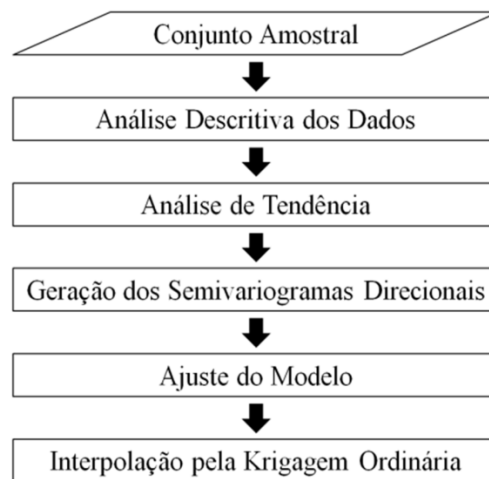 Conjunto Amostral
Análise Descritiva dos Dados
Análise de Tendência
Geração dos Semivariogramas Direcionais
Ajuste do Modelo
Interpolação pela Krigagem Ordinária